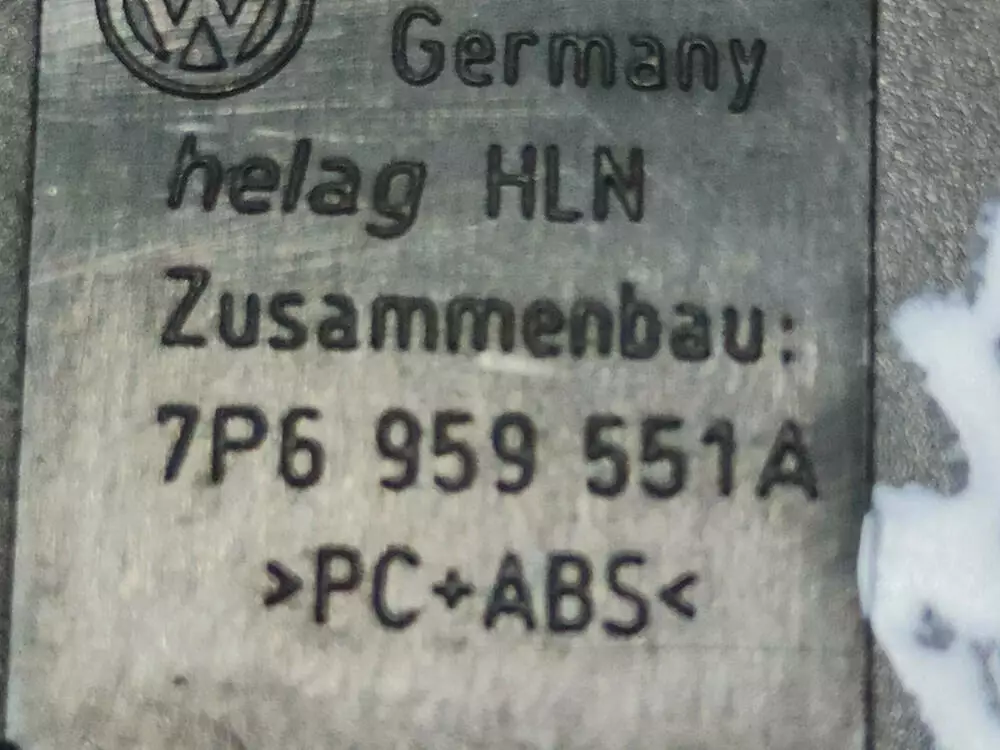 Germany
helag HLN
Zusammenbau:
7P6 959 551A
>PC+ABS<